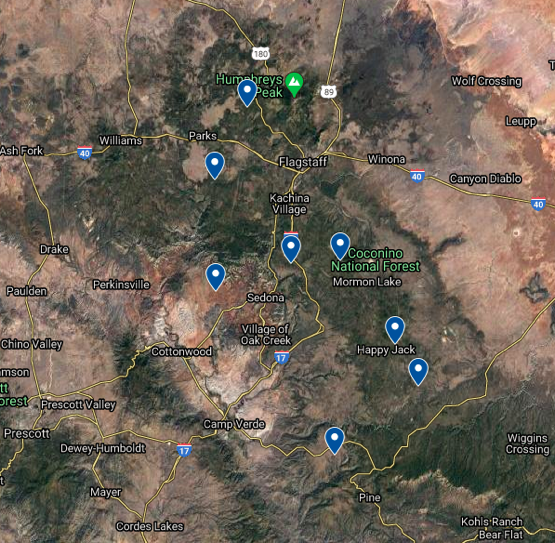 180
Humphreys
Peak
89
Wolf Crossing
Leupp
Williams
Parks
Ash Fork
40
Flagstaff
Winona
40
Canyon Diablo
40
Kachina
Village
Drake
Coconino
National Forest
Perkinsville
Mormon Lake
Paulden
Sedona
Village of
Oak Creek
Chino Valley
Cottonwood
17
Happy Jack
Prescott Valley
Camp Verde
Prescott
Dewey-Humboldt
17
Wiggins
Crossing
Mayer
Pine
Cordes Lakes
Kohls Ranch
Bear Flat